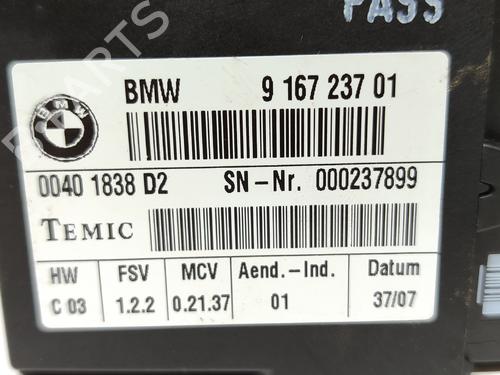 PASS
BMW
BMW 9 167 237 01
0040 1838 D2 SN-Nr. 000237899
TEMIC
HW FSV MCV Aend.-Ind. Datum
C 03 1.2.2 0.21.37 01 37/07